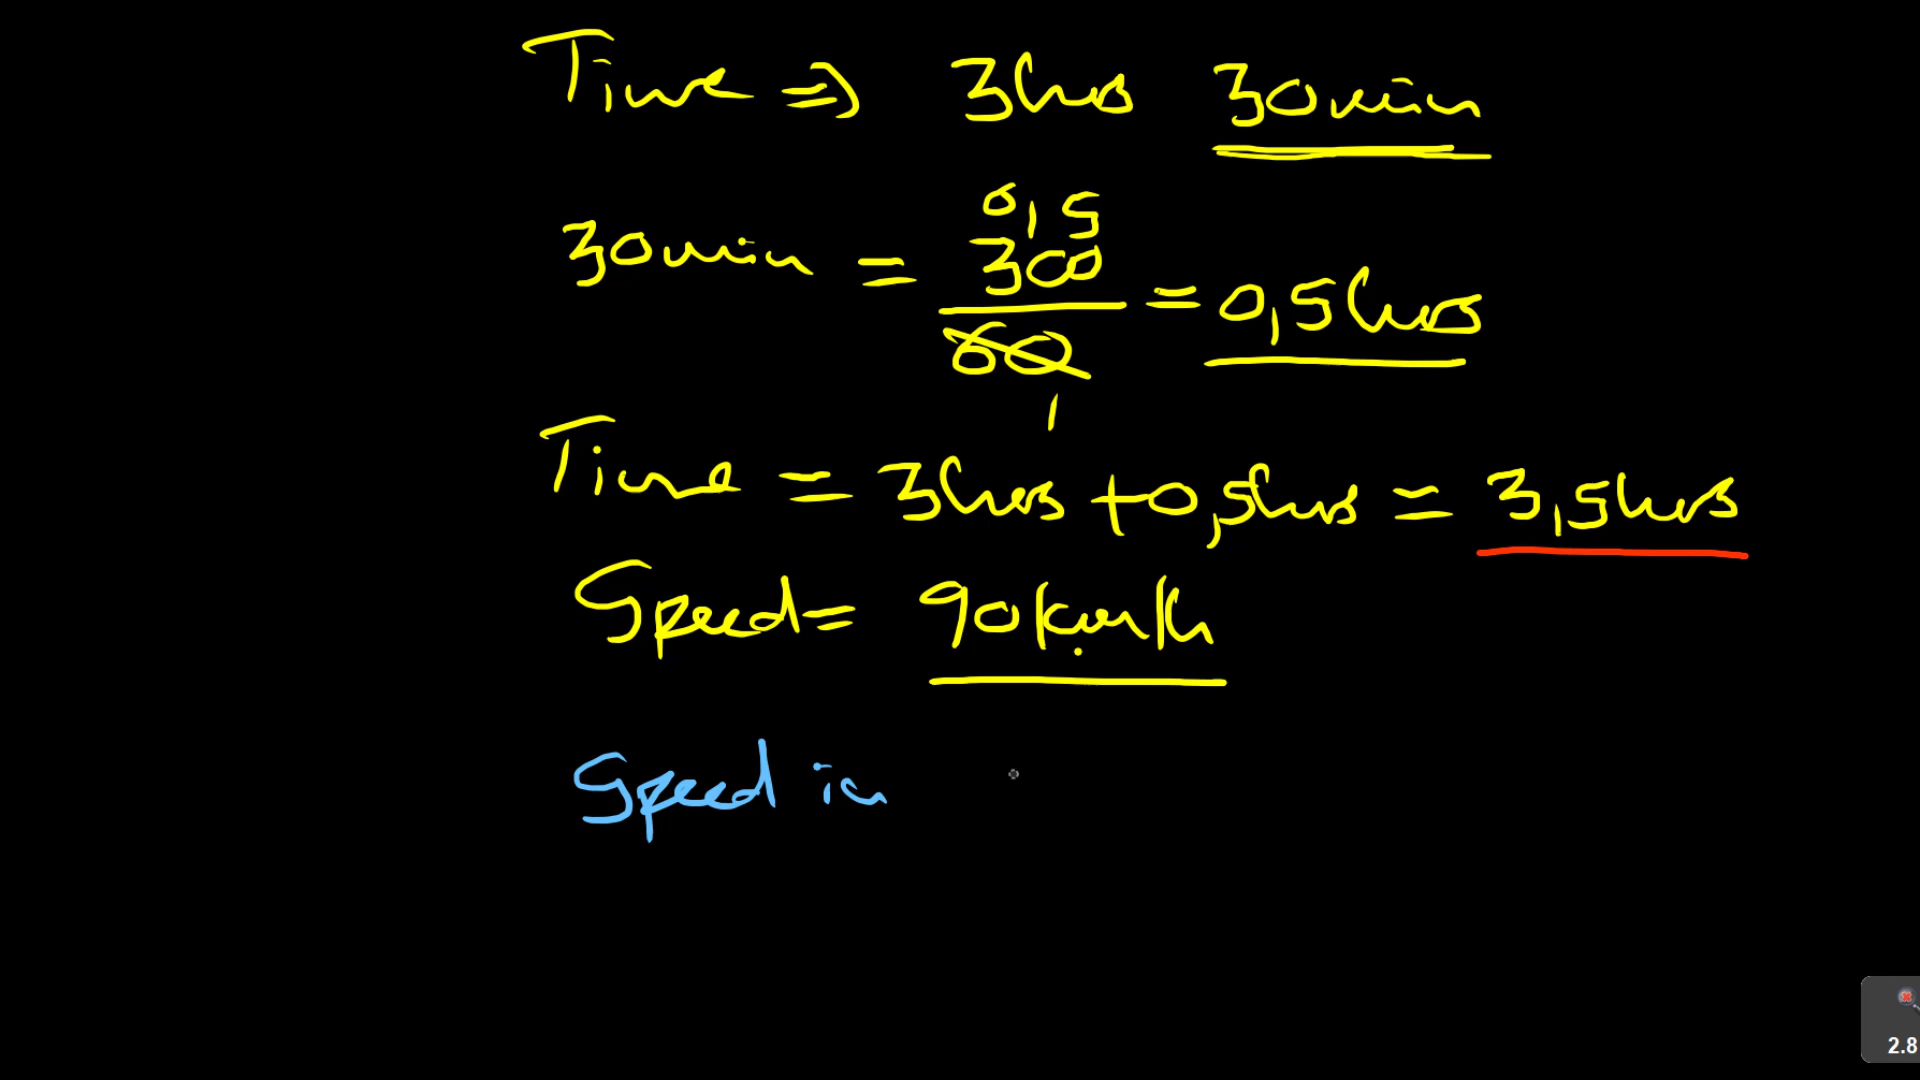 Time ⇒ 3hrs 30min
0,5
30min = 300/60 = 0,5hrs
1
Time = 3hrs + 0,5hrs = 3,5hrs
Speed = 90km/h
Speed in
2.8